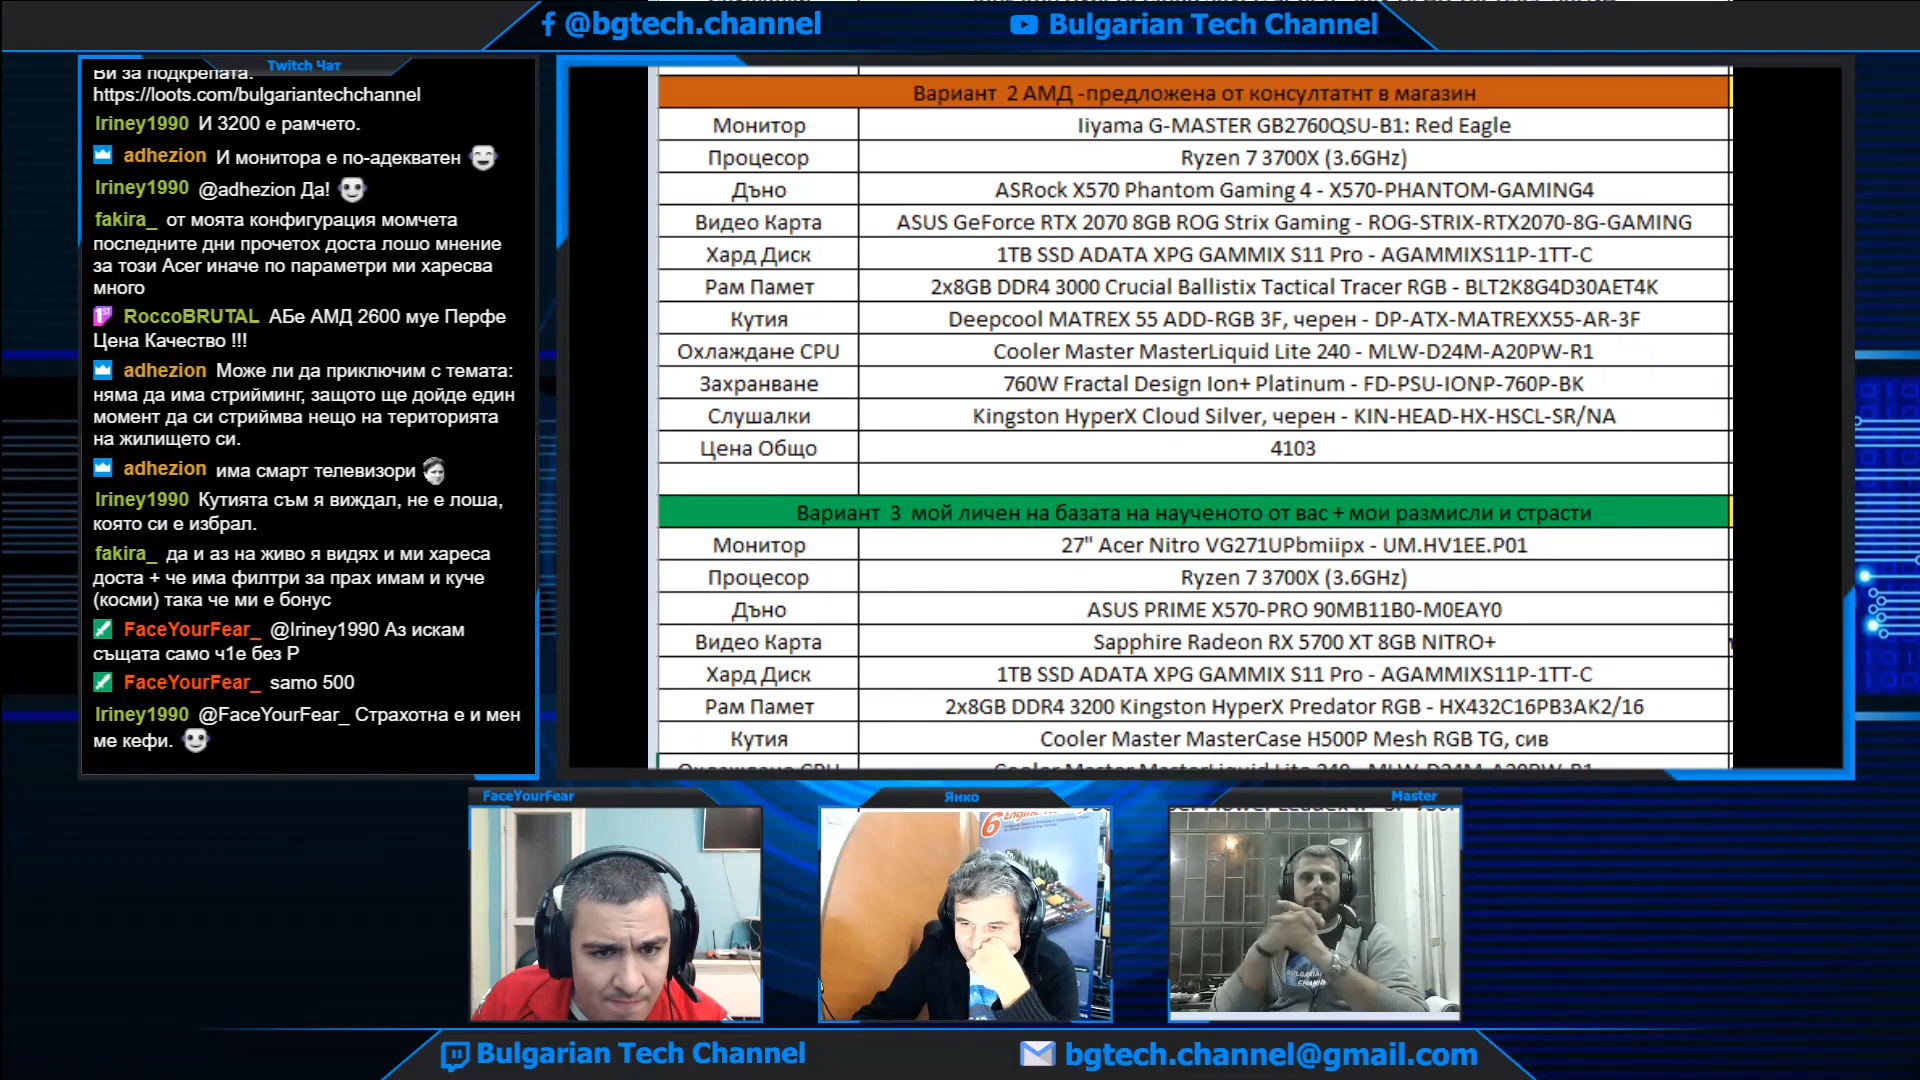 @bgtech.channel
Bulgarian Tech Channel
Twitch Чат
Ви за подкрепата.
https://loots.com/bulgariantechchannel
Iriney1990 И 3200 е рамчето.
adhezion И монитора е по-адекватен
Iriney1990 @adhezion Да!
fakira_ от моята конфигурация момчета
последните дни прочетох доста лошо мнение
за този Acer иначе по параметри ми харесва
много
RoccoBRUTAL АБе АМД 2600 муе Перфе
Цена Качество !!!
adhezion Може ли да приключим с темата:
няма да има стрийминг, защото ще дойде един
момент да си стриймва нещо на територията
на жилището си.
adhezion има смарт телевизори
Iriney1990 Кутията съм я виждал, не е лоша,
която си е избрал.
fakira_ да и аз на живо я видях и ми хареса
доста + че има филтри за прах имам и куче
(косми) така че ми е бонус
FaceYourFear_ @Iriney1990 Аз искам
същата само ч1е без P
FaceYourFear_ samo 500
Iriney1990 @FaceYourFear_ Страхотна е и мен
ме кефи.
Вариант 2 АМД -предложена от консултатнт в магазин
Монитор Iiyama G-MASTER GB2760QSU-B1: Red Eagle
Процесор Ryzen 7 3700X (3.6GHz)
Дъно ASRock X570 Phantom Gaming 4 - X570-PHANTOM-GAMING4
Видео Карта ASUS GeForce RTX 2070 8GB ROG Strix Gaming - ROG-STRIX-RTX2070-8G-GAMING
Хард Диск 1TB SSD ADATA XPG GAMMIX S11 Pro - AGAMMIXS11P-1TT-C
Рам Памет 2x8GB DDR4 3000 Crucial Ballistix Tactical Tracer RGB - BLT2K8G4D30AET4K
Кутия Deepcool MATREX 55 ADD-RGB 3F, черен - DP-ATX-MATREXX55-AR-3F
Охлаждане CPU Cooler Master MasterLiquid Lite 240 - MLW-D24M-A20PW-R1
Захранване 760W Fractal Design Ion+ Platinum - FD-PSU-IONP-760P-BK
Слушалки Kingston HyperX Cloud Silver, черен - KIN-HEAD-HX-HSCL-SR/NA
Цена Общо 4103
Вариант 3 мой личен на базата на наученото от вас + мои размисли и страсти
Монитор 27" Acer Nitro VG271UPbmiipx - UM.HV1EE.P01
Процесор Ryzen 7 3700X (3.6GHz)
Дъно ASUS PRIME X570-PRO 90MB11B0-M0EAY0
Видео Карта Sapphire Radeon RX 5700 XT 8GB NITRO+
Хард Диск 1TB SSD ADATA XPG GAMMIX S11 Pro - AGAMMIXS11P-1TT-C
Рам Памет 2x8GB DDR4 3200 Kingston HyperX Predator RGB - HX432C16PB3AK2/16
Кутия Cooler Master MasterCase H500P Mesh RGB TG, сив
Охлаждане CPU Cooler Master MasterLiquid Lite 240 - MLW-D24M-A20PW-R1
FaceYourFear
Янко
Master
Bulgarian Tech Channel
bgtech.channel@gmail.com